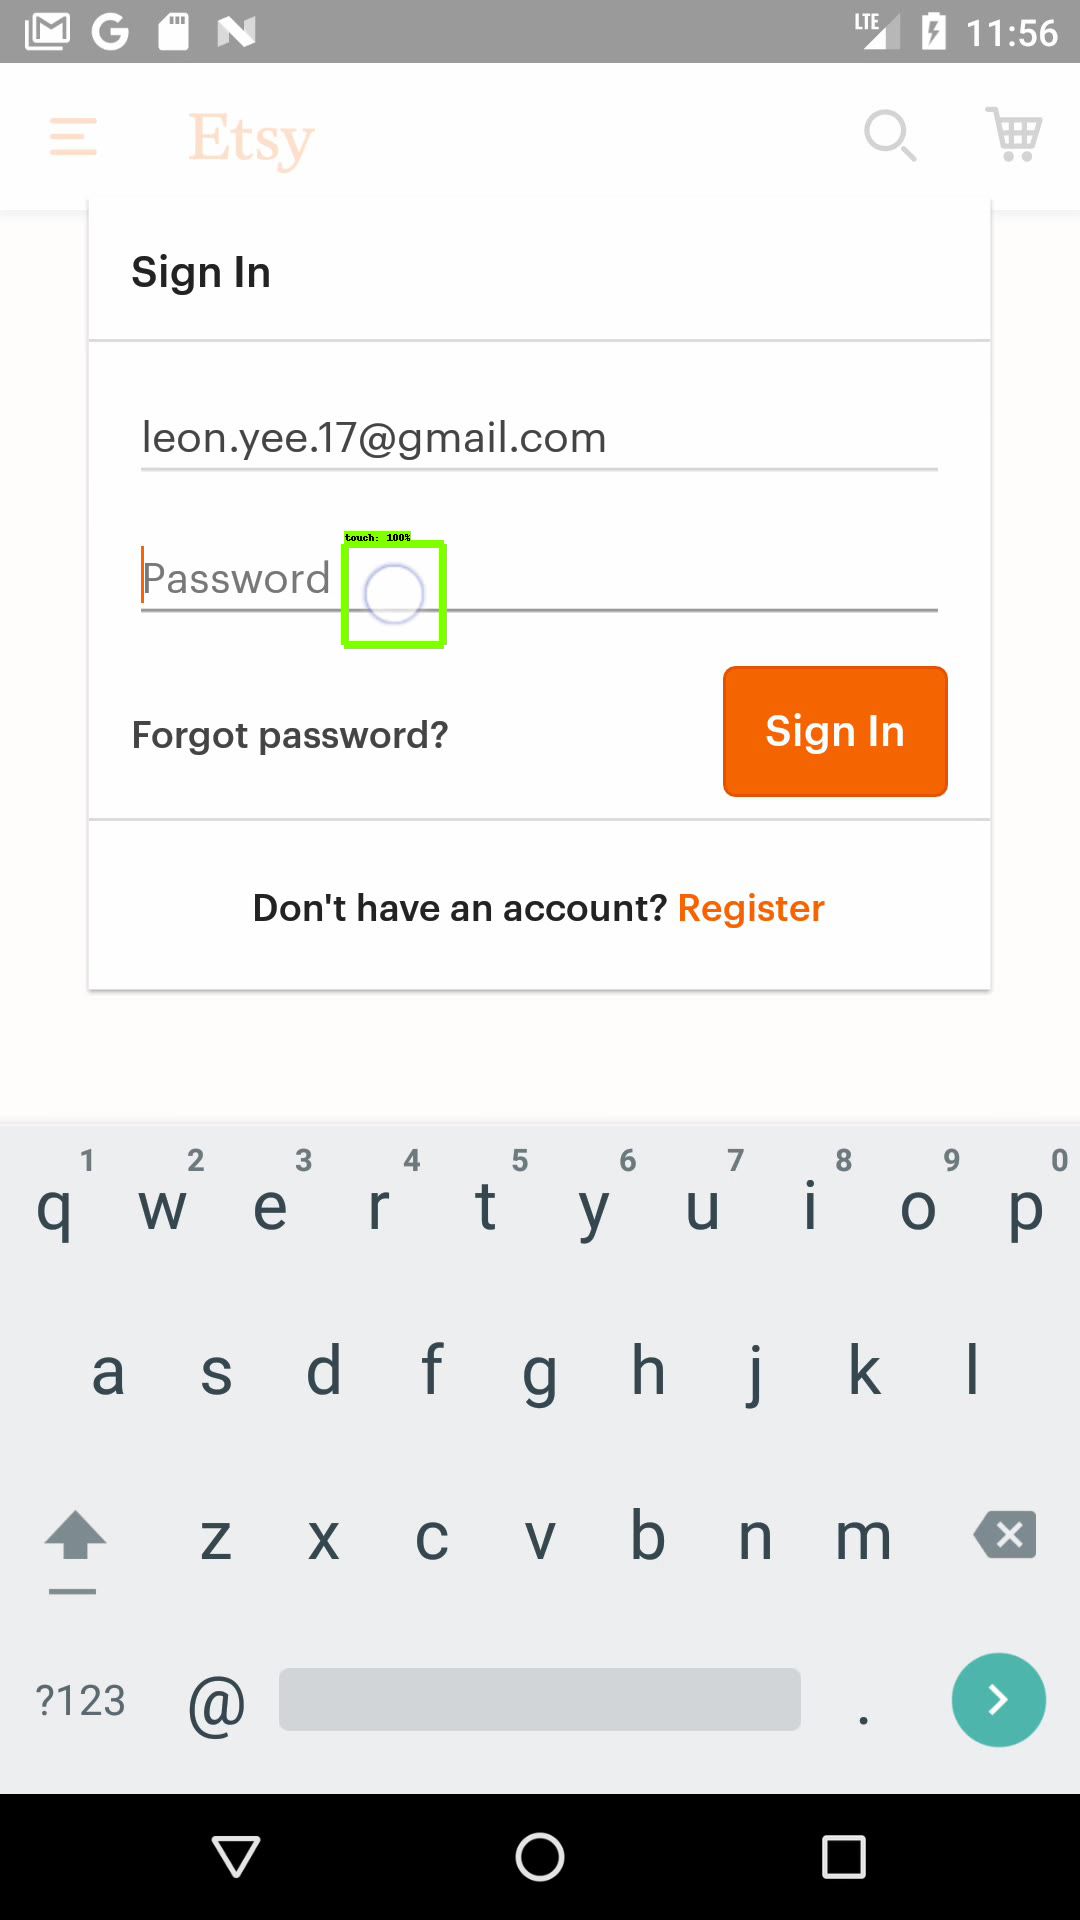 LTE 11:56
Etsy
Sign In
leon.yee.17@gmail.com
touch: 100%
Password
Forgot password?
Sign In
Don't have an account? Register
1 2 3 4 5 6 7 8 9 0
q w e r t y u i o p
a s d f g h j k l
z x c v b n m
?123 @ .